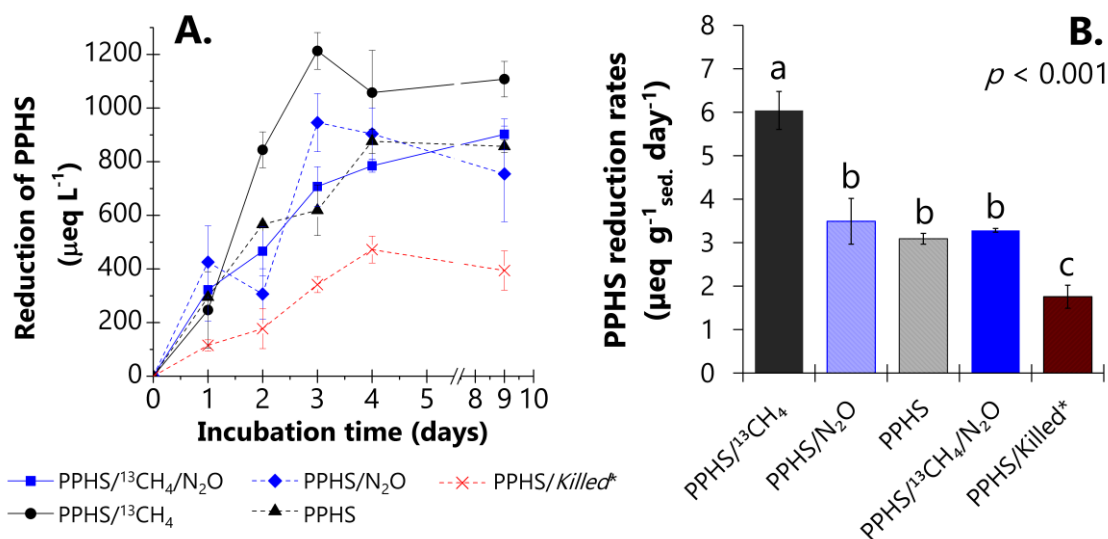 A.
Reduction of PPHS
(µeq L⁻¹)
1200
1000
800
600
400
200
0
0 1 2 3 4 5 8 9 10
Incubation time (days)
PPHS/¹³CH₄/N₂O
PPHS/N₂O
PPHS/Killed*
PPHS/¹³CH₄
PPHS
B.
p < 0.001
PPHS reduction rates
(µeq g⁻¹sed. day⁻¹)
8
7
6
5
4
3
2
1
0
a
b
b
b
c
PPHS/¹³CH₄
PPHS/N₂O
PPHS
PPHS/¹³CH₄/N₂O
PPHS/Killed*